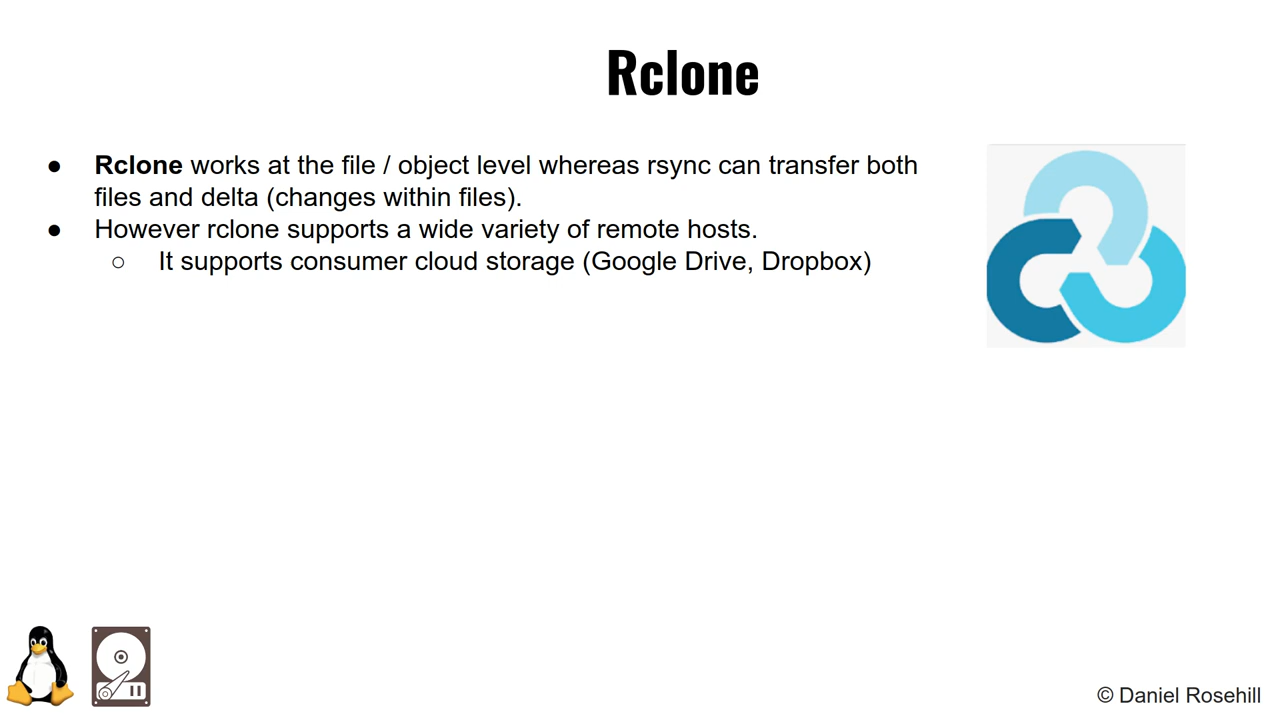 Rclone
● Rclone works at the file / object level whereas rsync can transfer both
files and delta (changes within files).
● However rclone supports a wide variety of remote hosts.
○ It supports consumer cloud storage (Google Drive, Dropbox)
© Daniel Rosehill